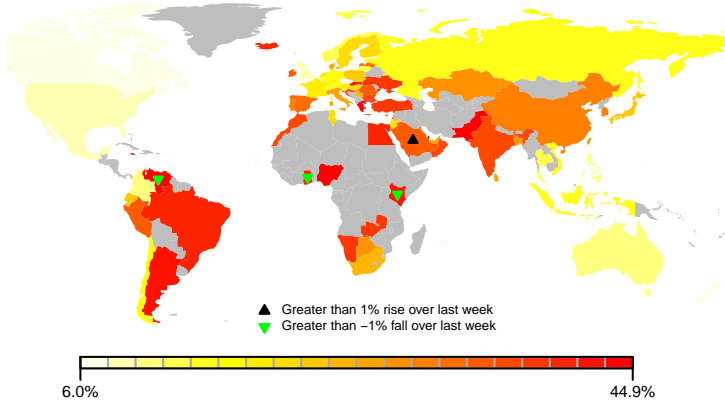 Greater than 1% rise over last week
Greater than −1% fall over last week
6.0%
44.9%